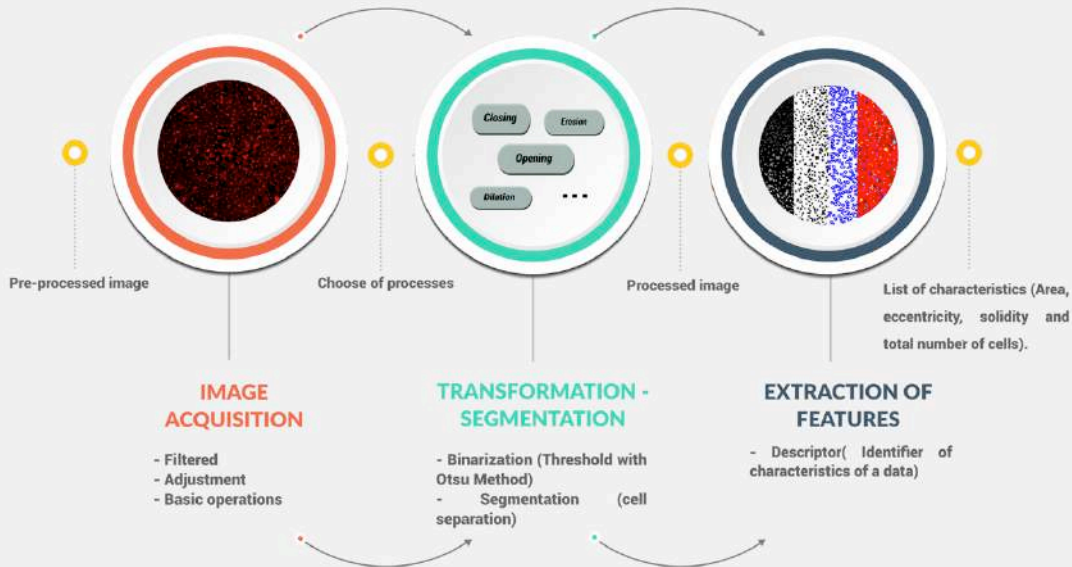 Closing
Erosion
Opening
Dilation
- - -
Pre-processed image
Choose of processes
Processed image
List of characteristics (Area,
eccentricity, solidity and
total number of cells).
IMAGE
ACQUISITION
- Filtered
- Adjustment
- Basic operations
TRANSFORMATION -
SEGMENTATION
- Binarization (Threshold with
Otsu Method)
- Segmentation (cell
separation)
EXTRACTION OF
FEATURES
- Descriptor( Identifier of
characteristics of a data)